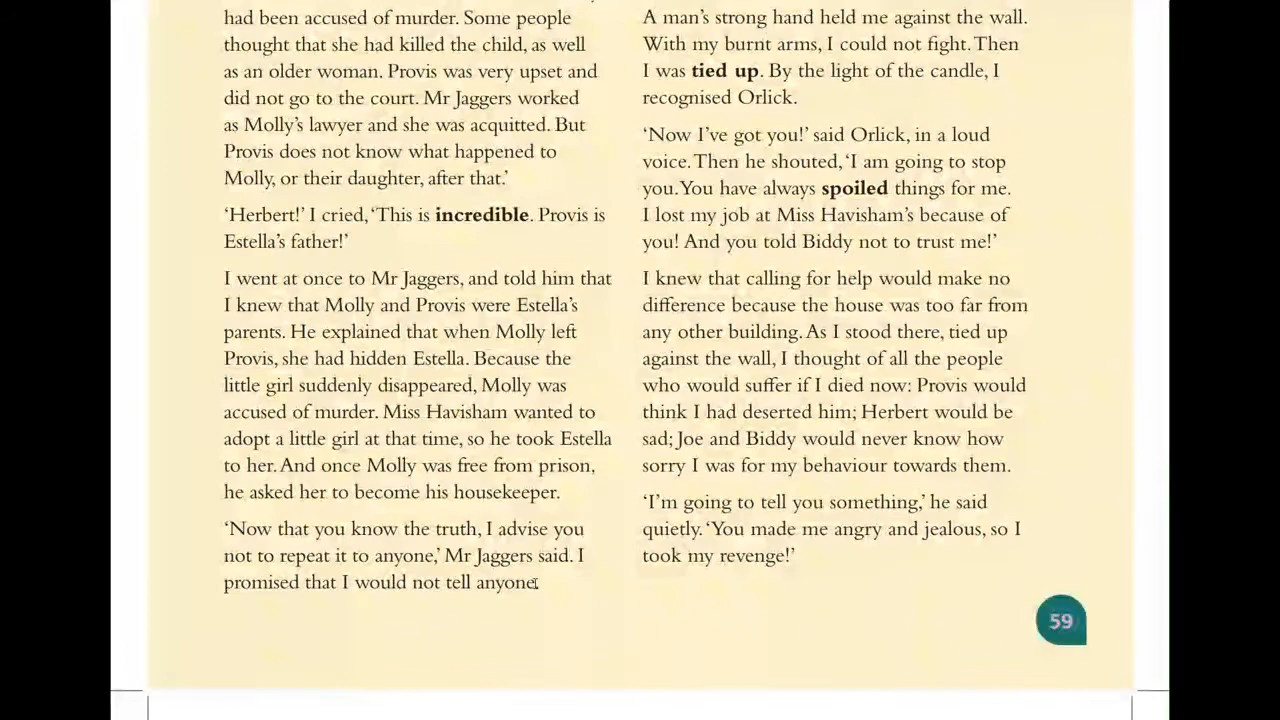 had been accused of murder. Some people
thought that she had killed the child, as well
as an older woman. Provis was very upset and
did not go to the court. Mr Jaggers worked
as Molly’s lawyer and she was acquitted. But
Provis does not know what happened to
Molly, or their daughter, after that.’
‘Herbert!’ I cried, ‘This is incredible. Provis is
Estella’s father!’
I went at once to Mr Jaggers, and told him that
I knew that Molly and Provis were Estella’s
parents. He explained that when Molly left
Provis, she had hidden Estella. Because the
little girl suddenly disappeared, Molly was
accused of murder. Miss Havisham wanted to
adopt a little girl at that time, so he took Estella
to her. And once Molly was free from prison,
he asked her to become his housekeeper.
‘Now that you know the truth, I advise you
not to repeat it to anyone,’ Mr Jaggers said. I
promised that I would not tell anyone.
A man’s strong hand held me against the wall.
With my burnt arms, I could not fight. Then
I was tied up. By the light of the candle, I
recognised Orlick.
‘Now I’ve got you!’ said Orlick, in a loud
voice. Then he shouted, ‘I am going to stop
you. You have always spoiled things for me.
I lost my job at Miss Havisham’s because of
you! And you told Biddy not to trust me!’
I knew that calling for help would make no
difference because the house was too far from
any other building. As I stood there, tied up
against the wall, I thought of all the people
who would suffer if I died now: Provis would
think I had deserted him; Herbert would be
sad; Joe and Biddy would never know how
sorry I was for my behaviour towards them.
‘I’m going to tell you something,’ he said
quietly. ‘You made me angry and jealous, so I
took my revenge!’
59